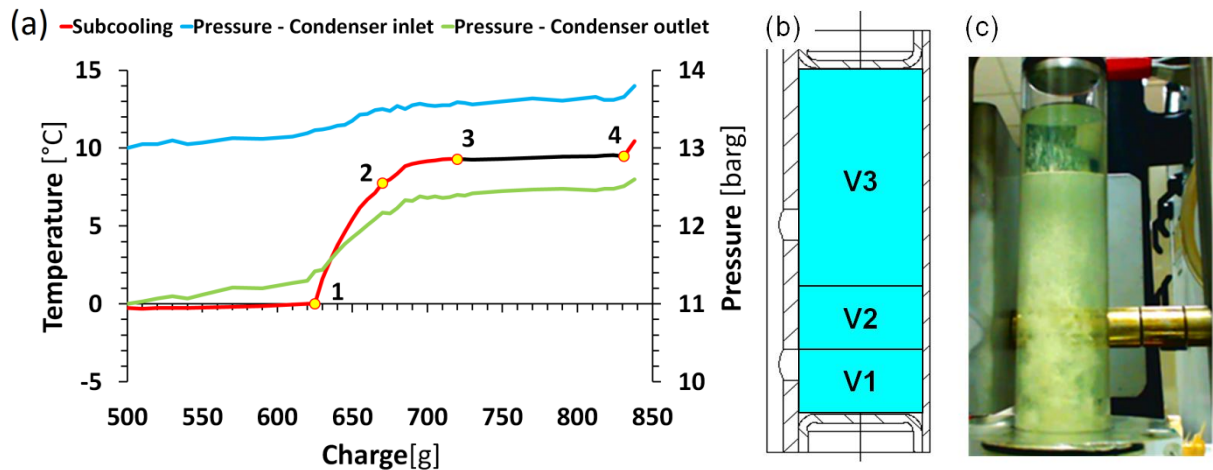 (a) Subcooling Pressure - Condenser inlet Pressure - Condenser outlet
15
10
5
0
-5
Temperature [°C]
14
13
12
11
10
Pressure [barg]
1
2
3
4
500 550 600 650 700 750 800 850
Charge[g]
(b)
V3
V2
V1
(c)